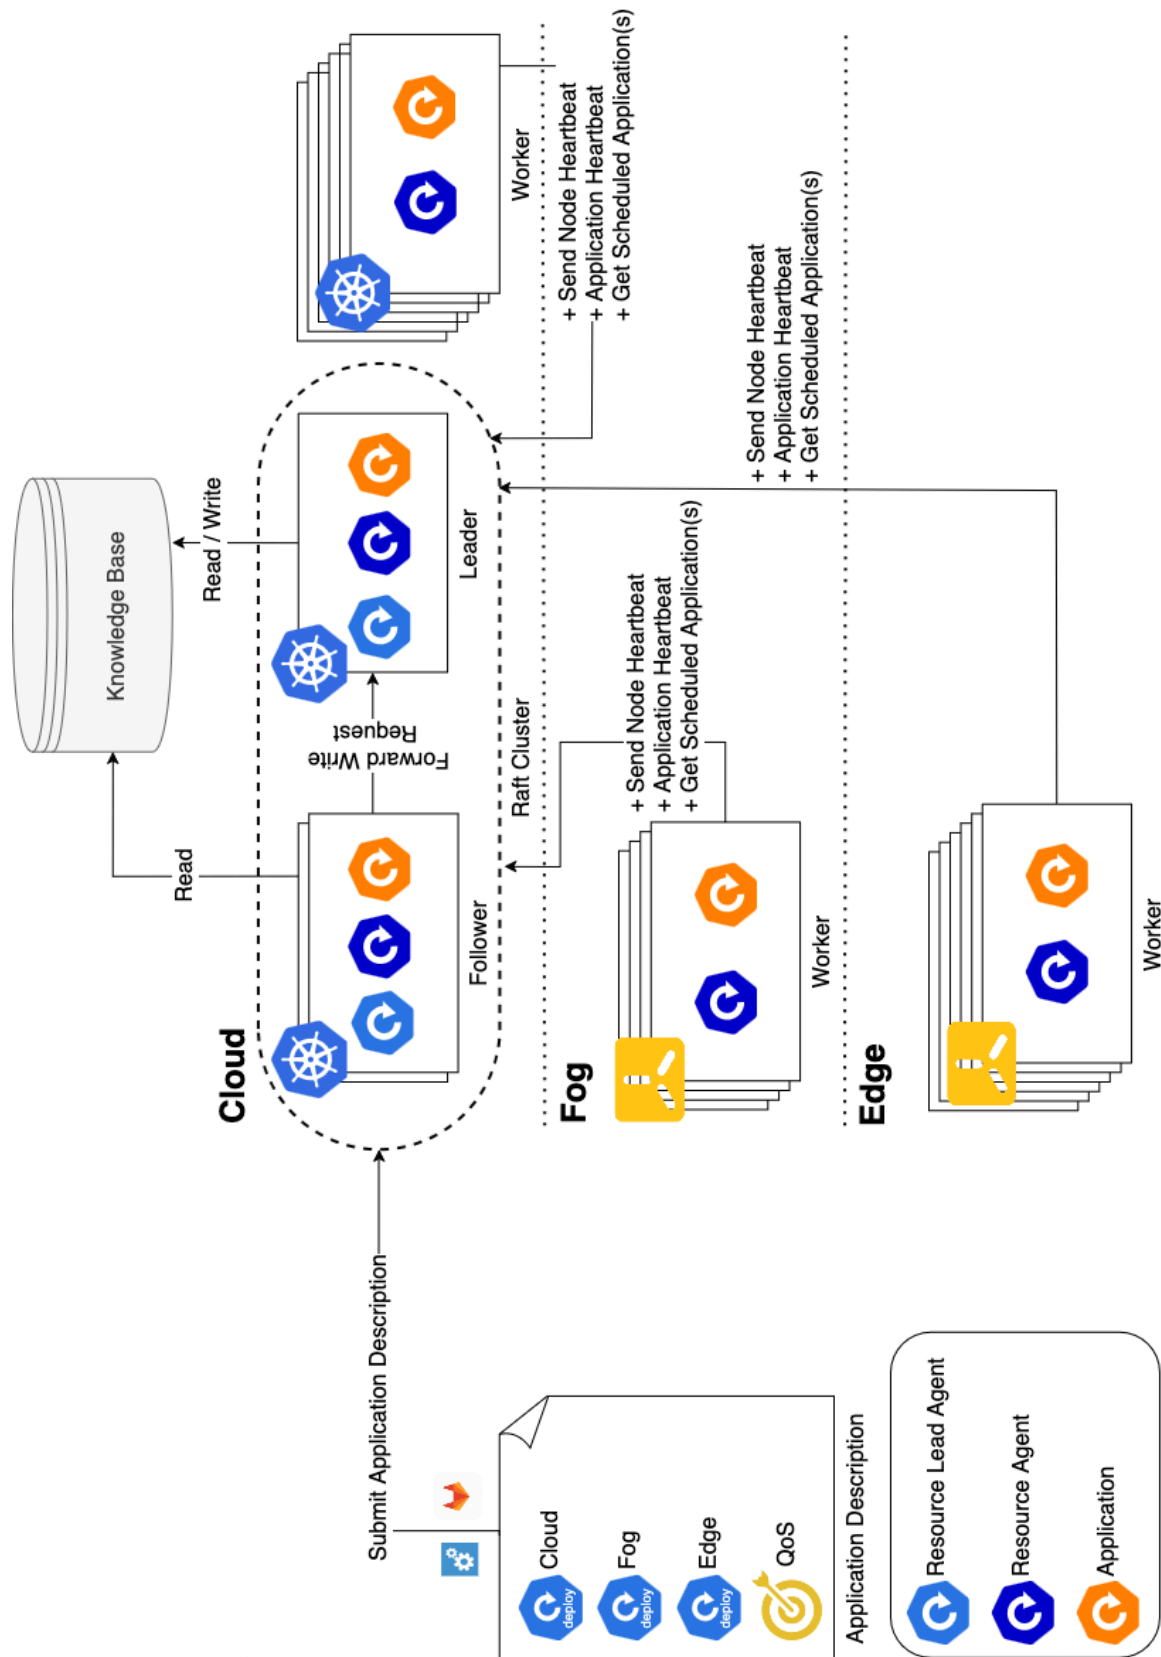 Knowledge Base
Read
Read / Write
Cloud
Forward Write
Request
Follower
Leader
Worker
Raft Cluster
+ Send Node Heartbeat
+ Application Heartbeat
+ Get Scheduled Application(s)
Fog
+ Send Node Heartbeat
+ Application Heartbeat
+ Get Scheduled Application(s)
Worker
+ Send Node Heartbeat
+ Application Heartbeat
+ Get Scheduled Application(s)
Edge
Worker
Submit Application Description
deploy
Cloud
deploy
Fog
deploy
Edge
QoS
Application Description
Resource Lead Agent
Resource Agent
Application